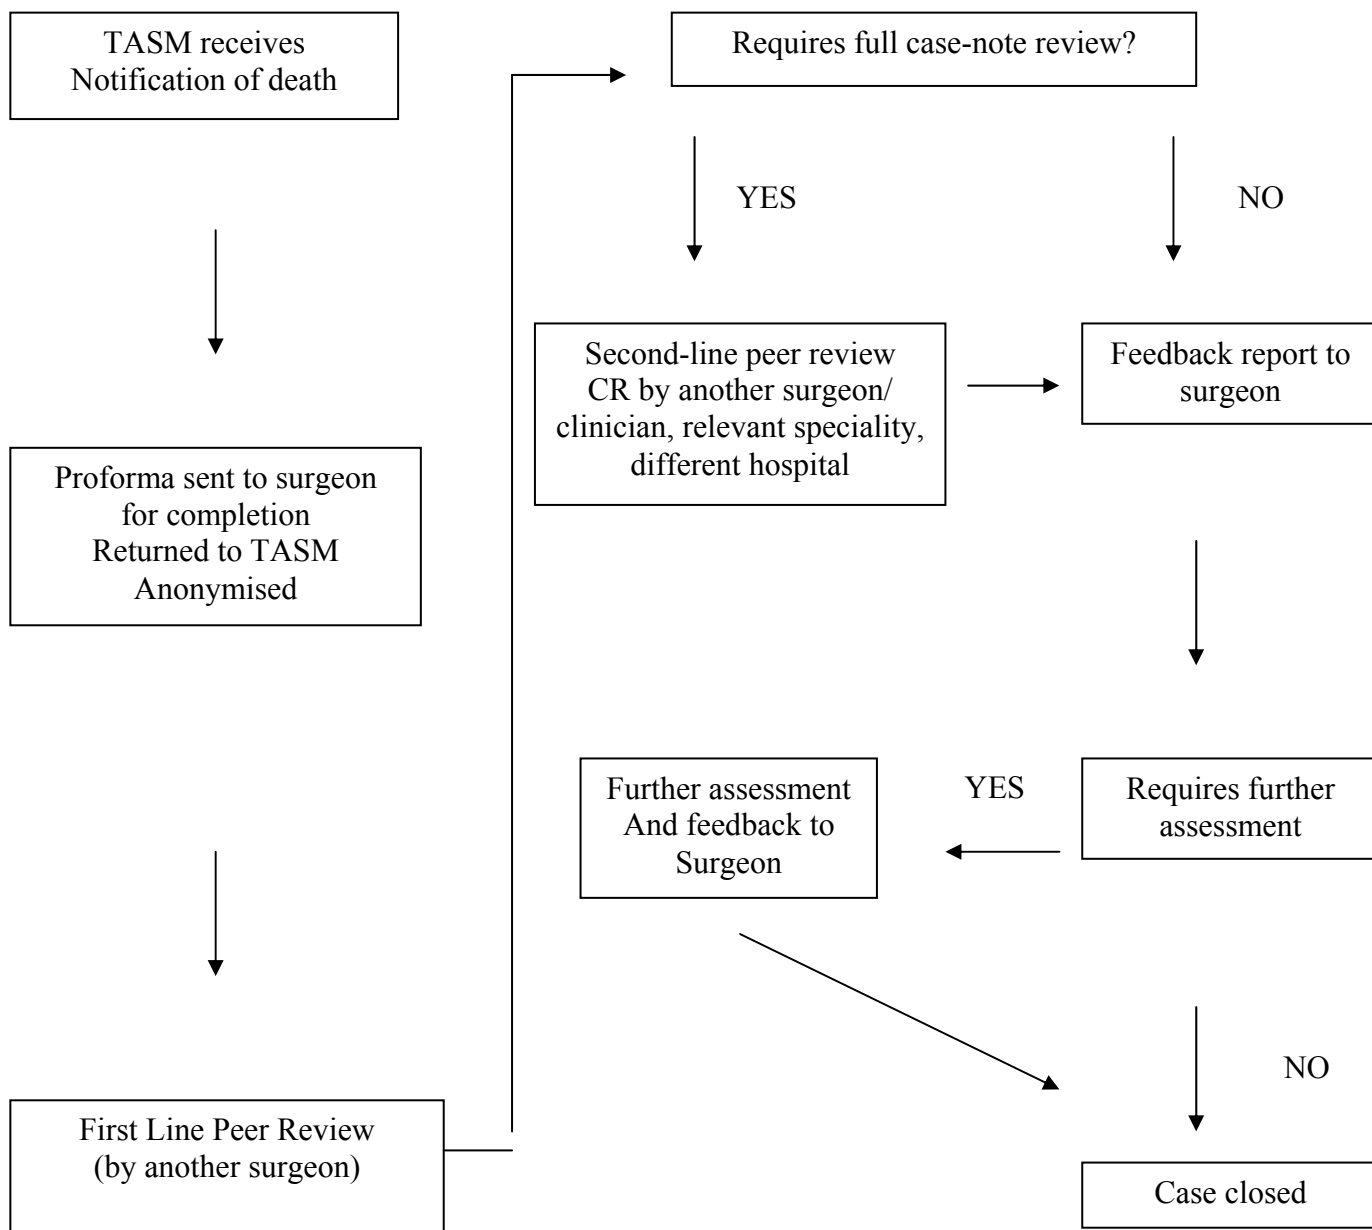 TASM receives
Notification of death
Proforma sent to surgeon
for completion
Returned to TASM
Anonymised
First Line Peer Review
(by another surgeon)
Requires full case-note review?
YES
NO
Second-line peer review
CR by another surgeon/
clinician, relevant speciality,
different hospital
Feedback report to
surgeon
Requires further
assessment
YES
Further assessment
And feedback to
Surgeon
NO
Case closed